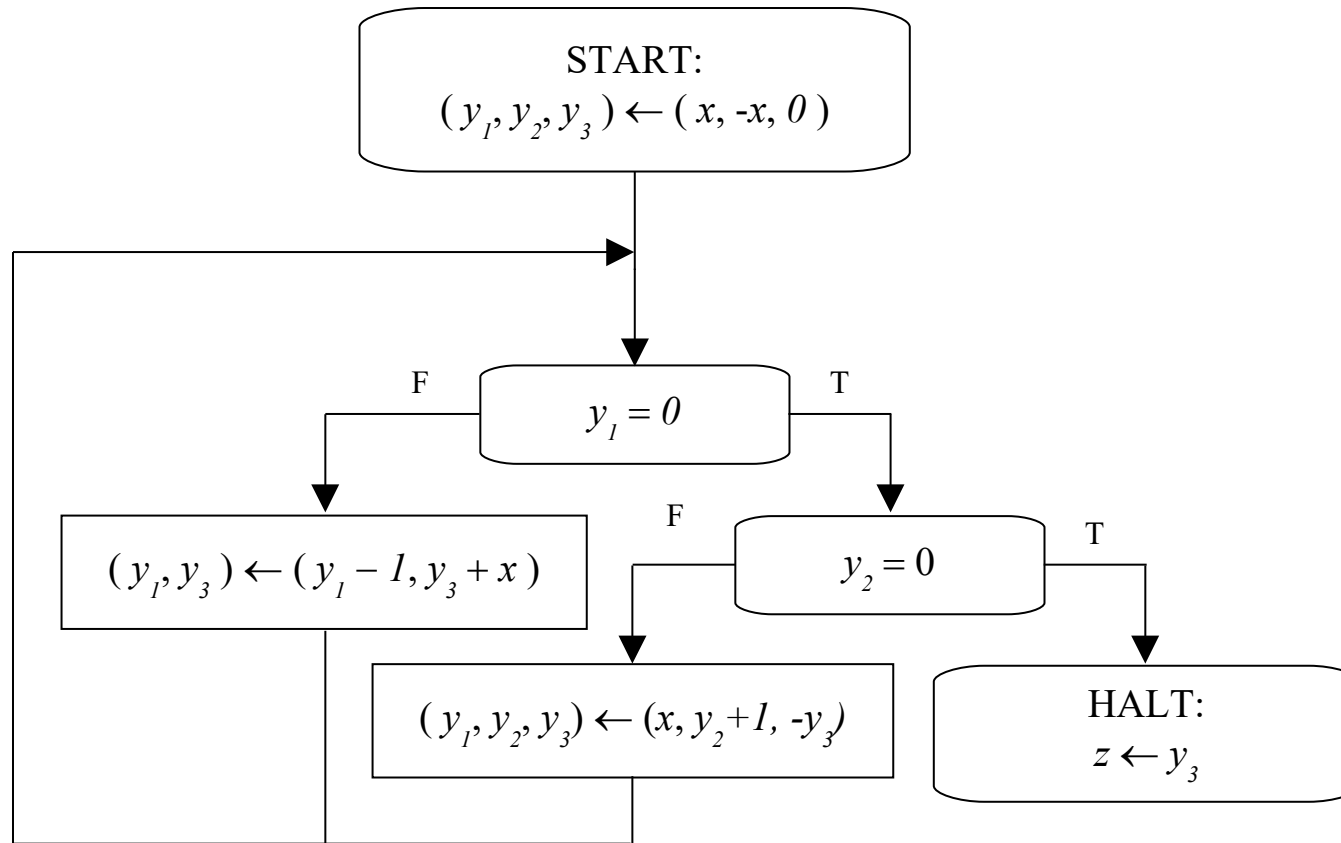 START:
( y₁, y₂, y₃ ) ← ( x, -x, 0 )
F
T
y₁ = 0
F
T
( y₁, y₃ ) ← ( y₁ – 1, y₃ + x )
y₂ = 0
( y₁, y₂, y₃) ← (x, y₂+1, -y₃)
HALT:
z ← y₃